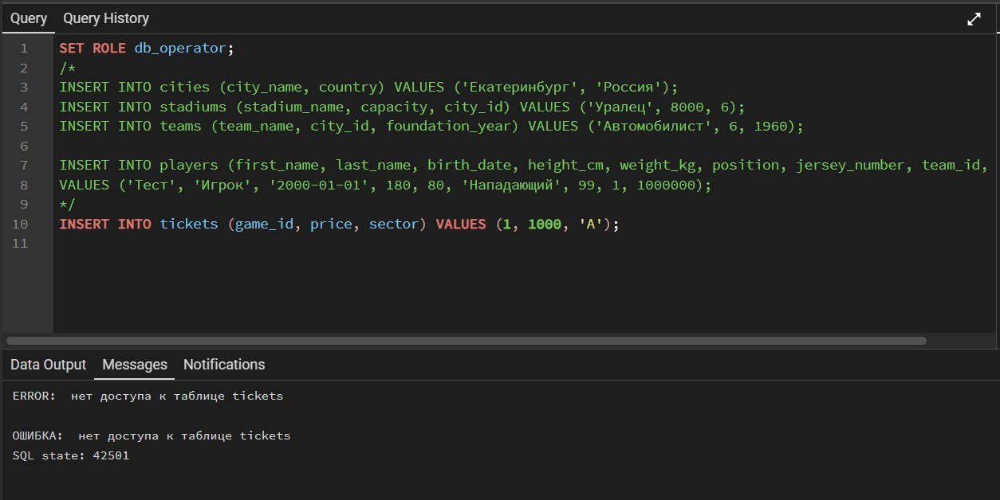 Query Query History
1 SET ROLE db_operator;
2 /*
3 INSERT INTO cities (city_name, country) VALUES ('Екатеринбург', 'Россия');
4 INSERT INTO stadiums (stadium_name, capacity, city_id) VALUES ('Уралец', 8000, 6);
5 INSERT INTO teams (team_name, city_id, foundation_year) VALUES ('Автомобилист', 6, 1960);
6
7 INSERT INTO players (first_name, last_name, birth_date, height_cm, weight_kg, position, jersey_number, team_id,
8 VALUES ('Тест', 'Игрок', '2000-01-01', 180, 80, 'Нападающий', 99, 1, 1000000);
9 */
10 INSERT INTO tickets (game_id, price, sector) VALUES (1, 1000, 'A');
11
Data Output Messages Notifications
ERROR: нет доступа к таблице tickets
ОШИБКА: нет доступа к таблице tickets
SQL state: 42501